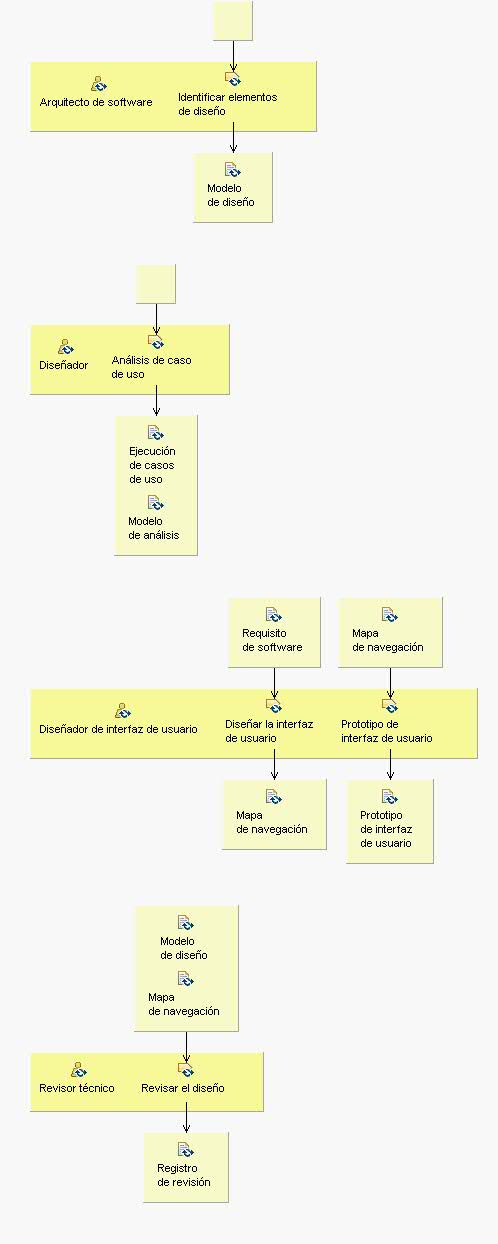 Arquitecto de software
Identificar elementos
de diseño
Modelo
de diseño
Diseñador
Análisis de caso
de uso
Ejecución
de casos
de uso
Modelo
de análisis
Requisito
de software
Mapa
de navegación
Diseñador de interfaz de usuario
Diseñar la interfaz
de usuario
Prototipo de
interfaz de usuario
Mapa
de navegación
Prototipo
de interfaz
de usuario
Modelo
de diseño
Mapa
de navegación
Revisor técnico
Revisar el diseño
Registro
de revisión